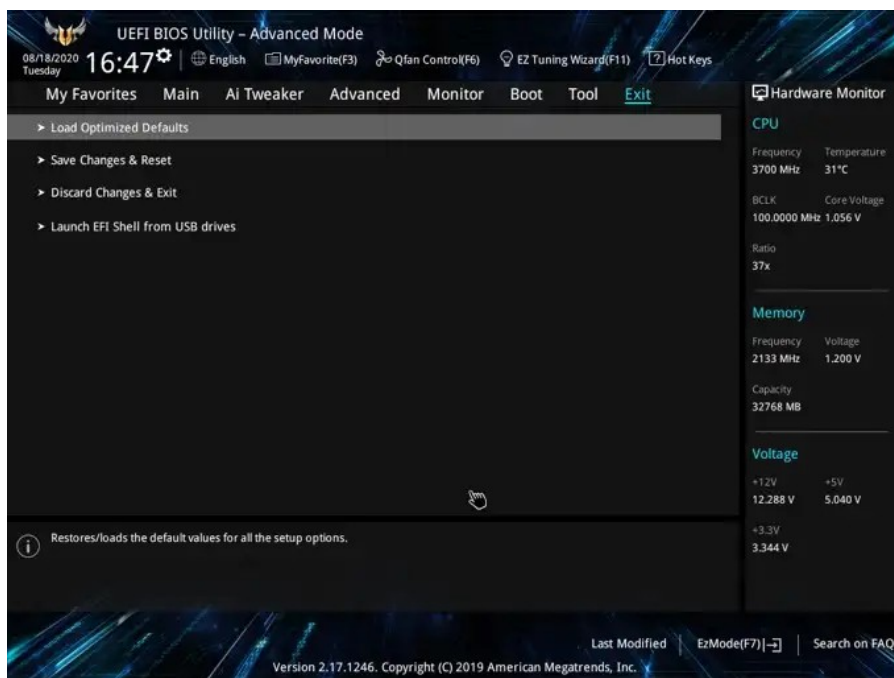 UEFI BIOS Utility – Advanced Mode
08/18/2020 16:47 English MyFavorite(F3) Qfan Control(F6) EZ Tuning Wizard(F11) ? Hot Keys
Tuesday
My Favorites Main Ai Tweaker Advanced Monitor Boot Tool Exit
Hardware Monitor
> Load Optimized Defaults
> Save Changes & Reset
> Discard Changes & Exit
> Launch EFI Shell from USB drives
CPU
Frequency Temperature
3700 MHz 31°C
BCLK Core Voltage
100.0000 MHz 1.056 V
Ratio
37x
Memory
Frequency Voltage
2133 MHz 1.200 V
Capacity
32768 MB
Voltage
+12V +5V
12.288 V 5.040 V
+3.3V
3.344 V
i Restores/loads the default values for all the setup options.
Last Modified EzMode(F7) Search on FAQ
Version 2.17.1246. Copyright (C) 2019 American Megatrends, Inc.